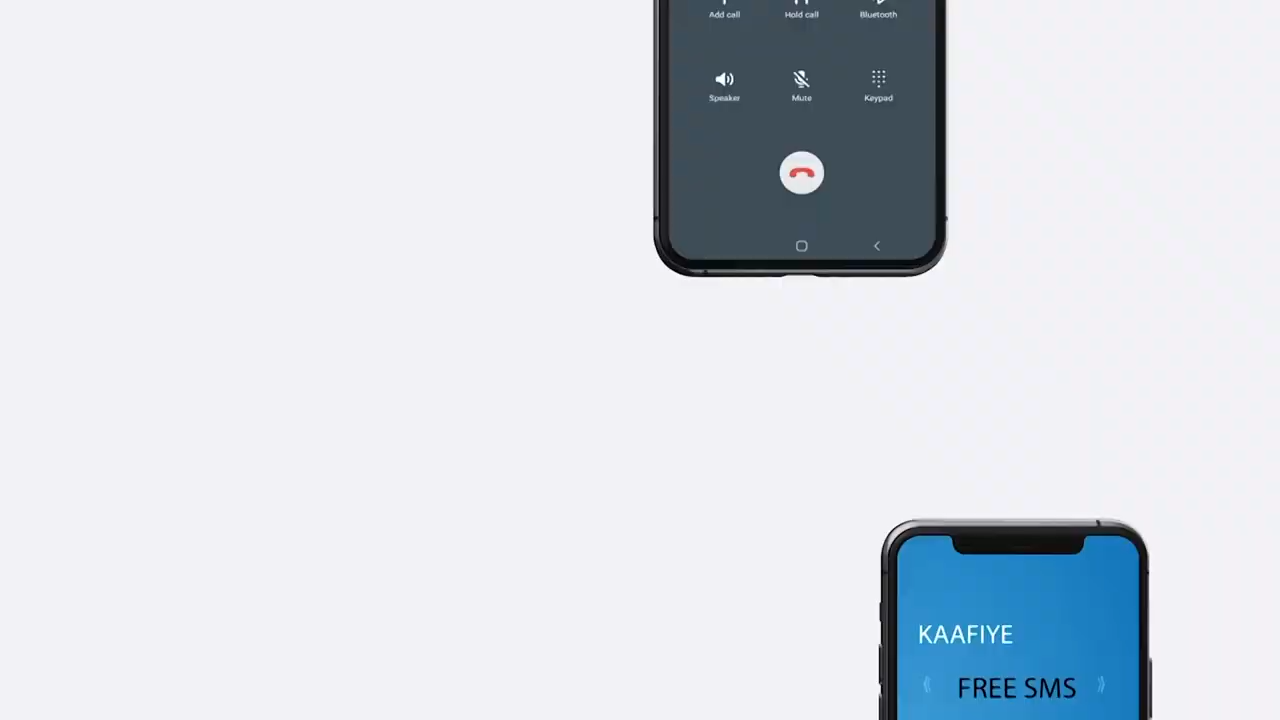 Add call Hold call Bluetooth
Speaker Mute Keypad
KAAFIYE
FREE SMS